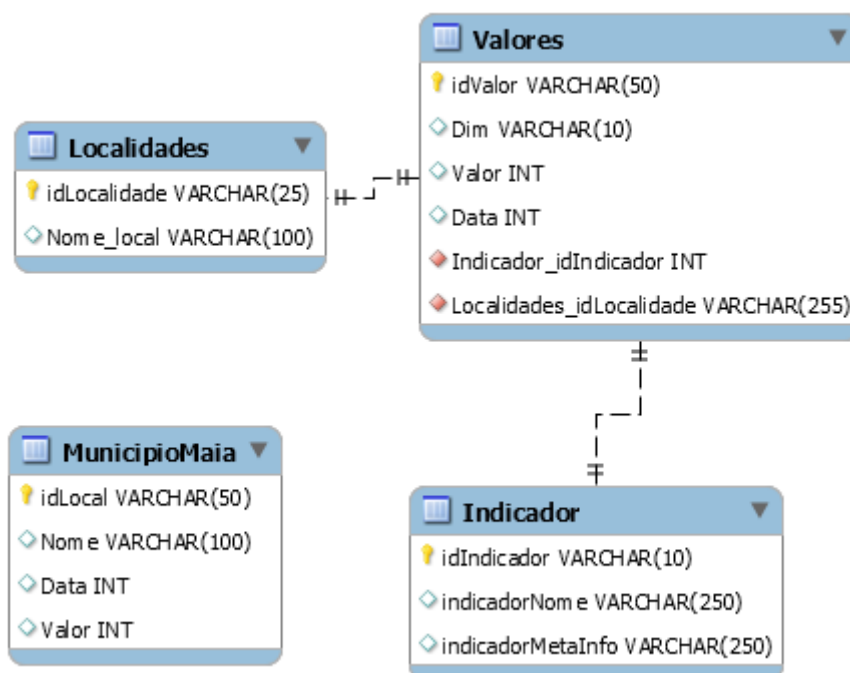 Valores
idValor VARCHAR(50)
Dim VARCHAR(10)
Valor INT
Data INT
Indicador_idIndicador INT
Localidades_idLocalidade VARCHAR(255)
Localidades
idLocalidade VARCHAR(25)
Nome_local VARCHAR(100)
MunicipioMaia
idLocal VARCHAR(50)
Nome VARCHAR(100)
Data INT
Valor INT
Indicador
idIndicador VARCHAR(10)
indicadorNome VARCHAR(250)
indicadorMetaInfo VARCHAR(250)